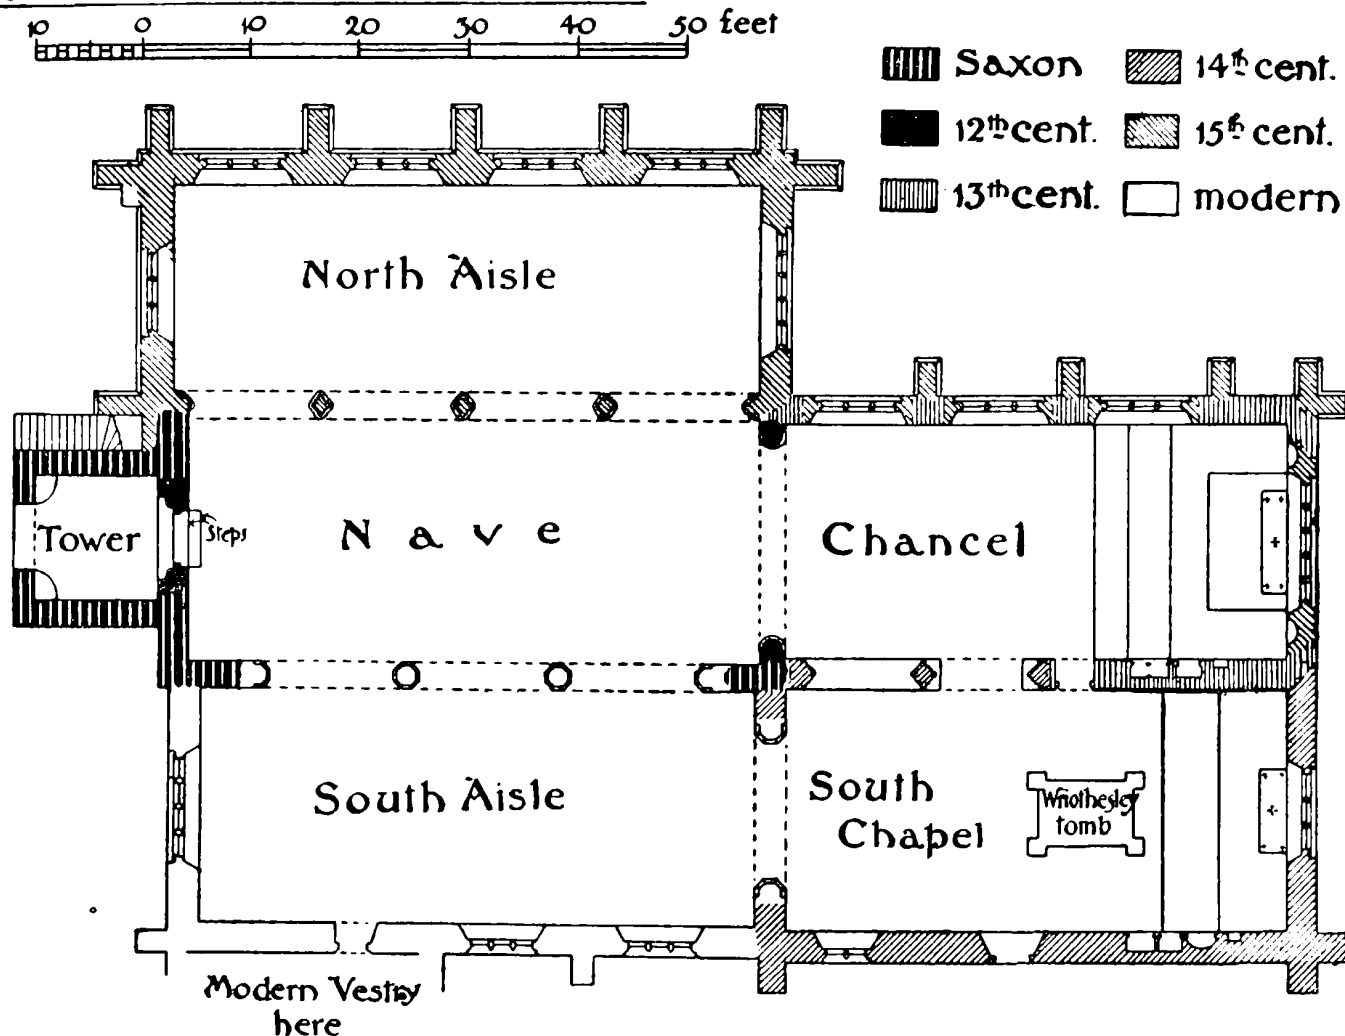 10 0 10 20 30 40 50 feet
Saxon
14th cent.
12th cent.
15th cent.
13th cent.
modern
North Aisle
Tower
Steps
Nave
Chancel
South Aisle
South
Chapel
Wriothesley
tomb
Modern Vestry
here